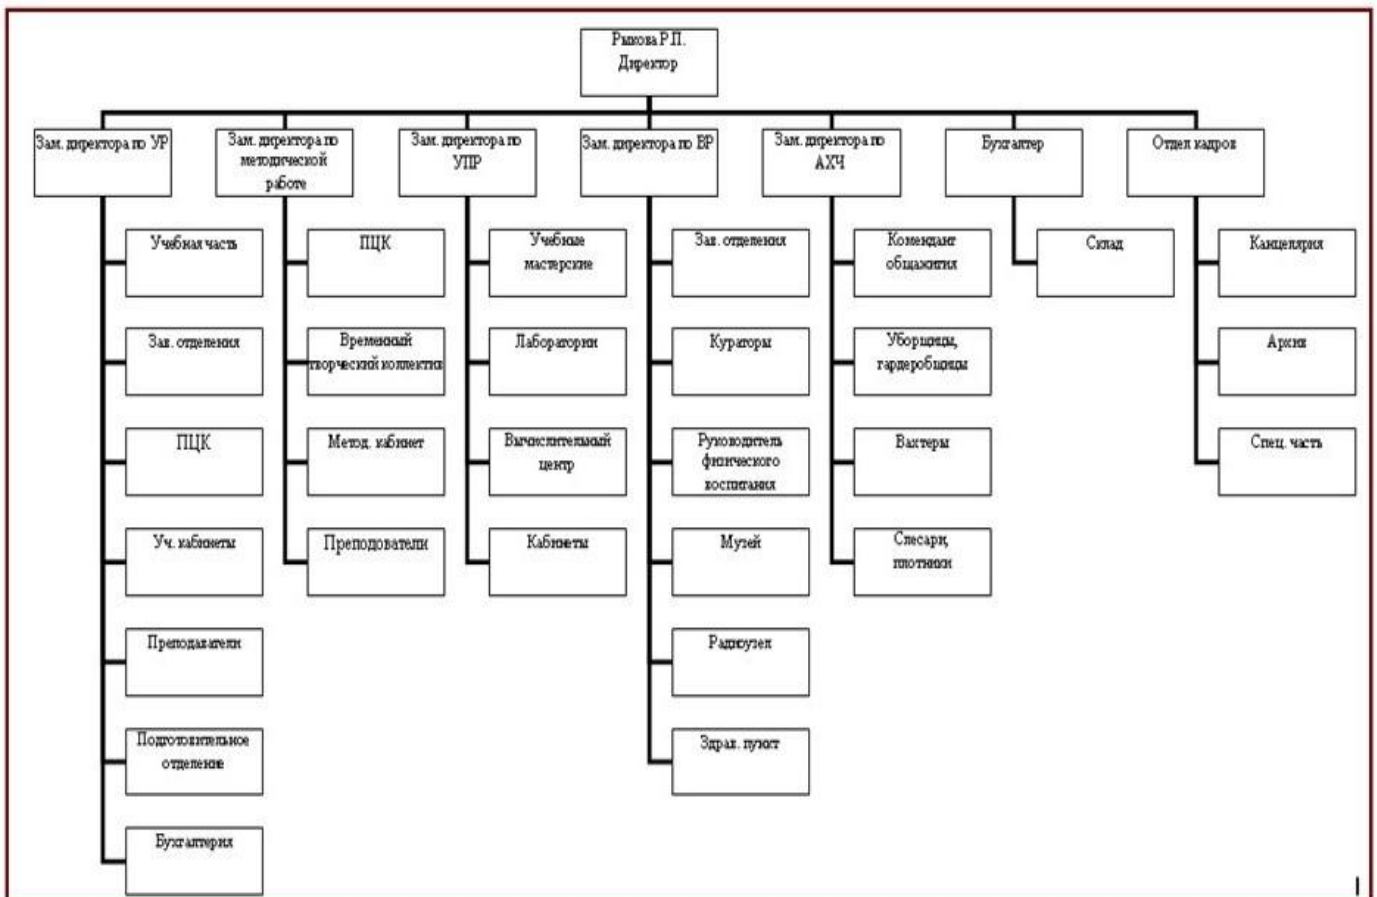 Рыкова Р.П.
Директор
Зам. директора по УР
Зам. директора по
методической
работе
Зам. директора по
УПР
Зам. директора по ВР
Зам. директора по
АХЧ
Бухгалтер
Отдел кадров
Учебная часть
Зав. отделения
ПЦК
Уч. кабинеты
Преподаватели
Подготовительное
отделение
Бухгалтерия
ПЦК
Временный
творческий коллектив
Метод. кабинет
Преподователи
Учебные
мастерские
Лаборатории
Вычислительный
центр
Кабинеты
Зав. отделения
Кураторы
Руководитель
физического
воспитания
Музей
Радиоузел
Здрав. пункт
Комендант
общажития
Уборщицы,
гардеробщицы
Вахтеры
Слесари,
плотники
Склад
Канцелярия
Архив
Спец. часть